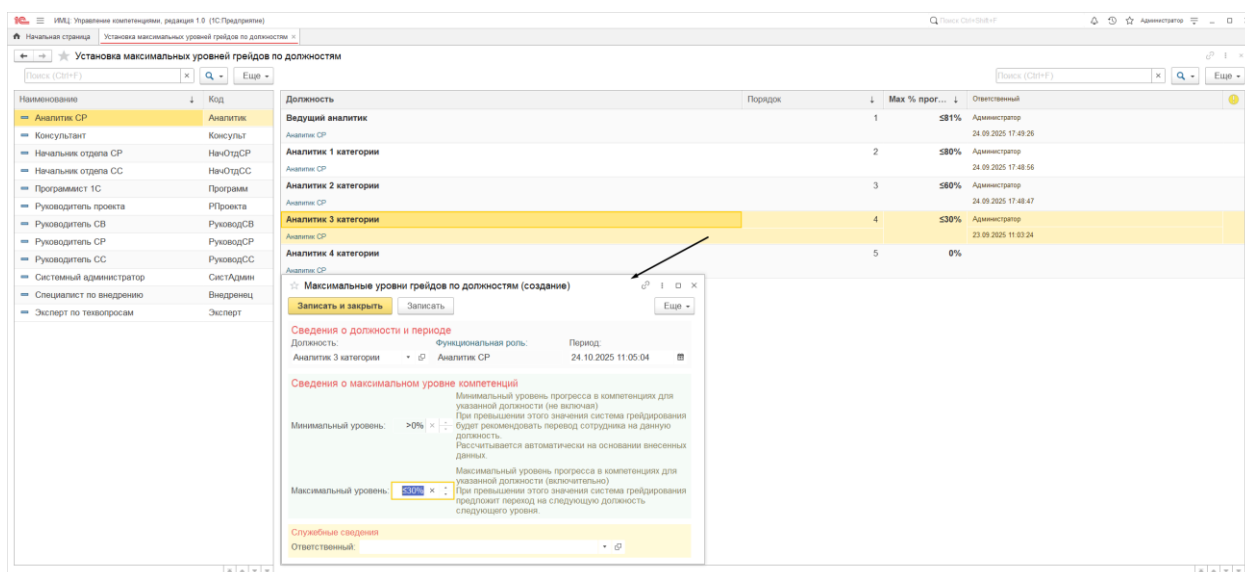 ИМЦ: Управление компетенциями, редакция 1.0 (1С:Предприятие)
Поиск Ctrl+Shift+F
Администратор
Начальная страница
Установка максимальных уровней грейдов по должностям ×
Установка максимальных уровней грейдов по должностям
Поиск (Ctrl+F) × Еще
Поиск (Ctrl+F) × Еще
Наименование ↓ Код
Аналитик СР Аналитик
Консультант Консульт
Начальник отдела СР НачОтдСР
Начальник отдела СС НачОтдСС
Программист 1С Программ
Руководитель проекта РПроекта
Руководитель СВ РуководСВ
Руководитель СР РуководСР
Руководитель СС РуководСС
Системный администратор СистАдмин
Специалист по внедрению Внедренец
Эксперт по техвопросам Эксперт
Должность Порядок ↓ Max % прог... ↓ Ответственный
Ведущий аналитик 1 ≤81% Администратор
Аналитик СР 24.09.2025 17:49:26
Аналитик 1 категории 2 ≤80% Администратор
Аналитик СР 24.09.2025 17:48:56
Аналитик 2 категории 3 ≤60% Администратор
Аналитик СР 24.09.2025 17:48:47
Аналитик 3 категории 4 ≤30% Администратор
Аналитик СР 23.09.2025 11:03:24
Аналитик 4 категории 5 0%
Аналитик СР
Максимальные уровни грейдов по должностям (создание)
Записать и закрыть Записать Еще
Сведения о должности и периоде
Должность: Функциональная роль: Период:
Аналитик 3 категории Аналитик СР 24.10.2025 11:05:04
Сведения о максимальном уровне компетенций
Минимальный уровень: >0%
Минимальный уровень прогресса в компетенциях для
указанной должности (не включая)
При превышении этого значения система грейдирования
будет рекомендовать перевод сотрудника на данную
должность.
Рассчитывается автоматически на основании внесенных
данных.
Максимальный уровень: ≤30%
Максимальный уровень прогресса в компетенциях для
указанной должности (включительно)
При превышении этого значения система грейдирования
предложит переход на следующую должность
следующего уровня.
Служебные сведения
Ответственный: